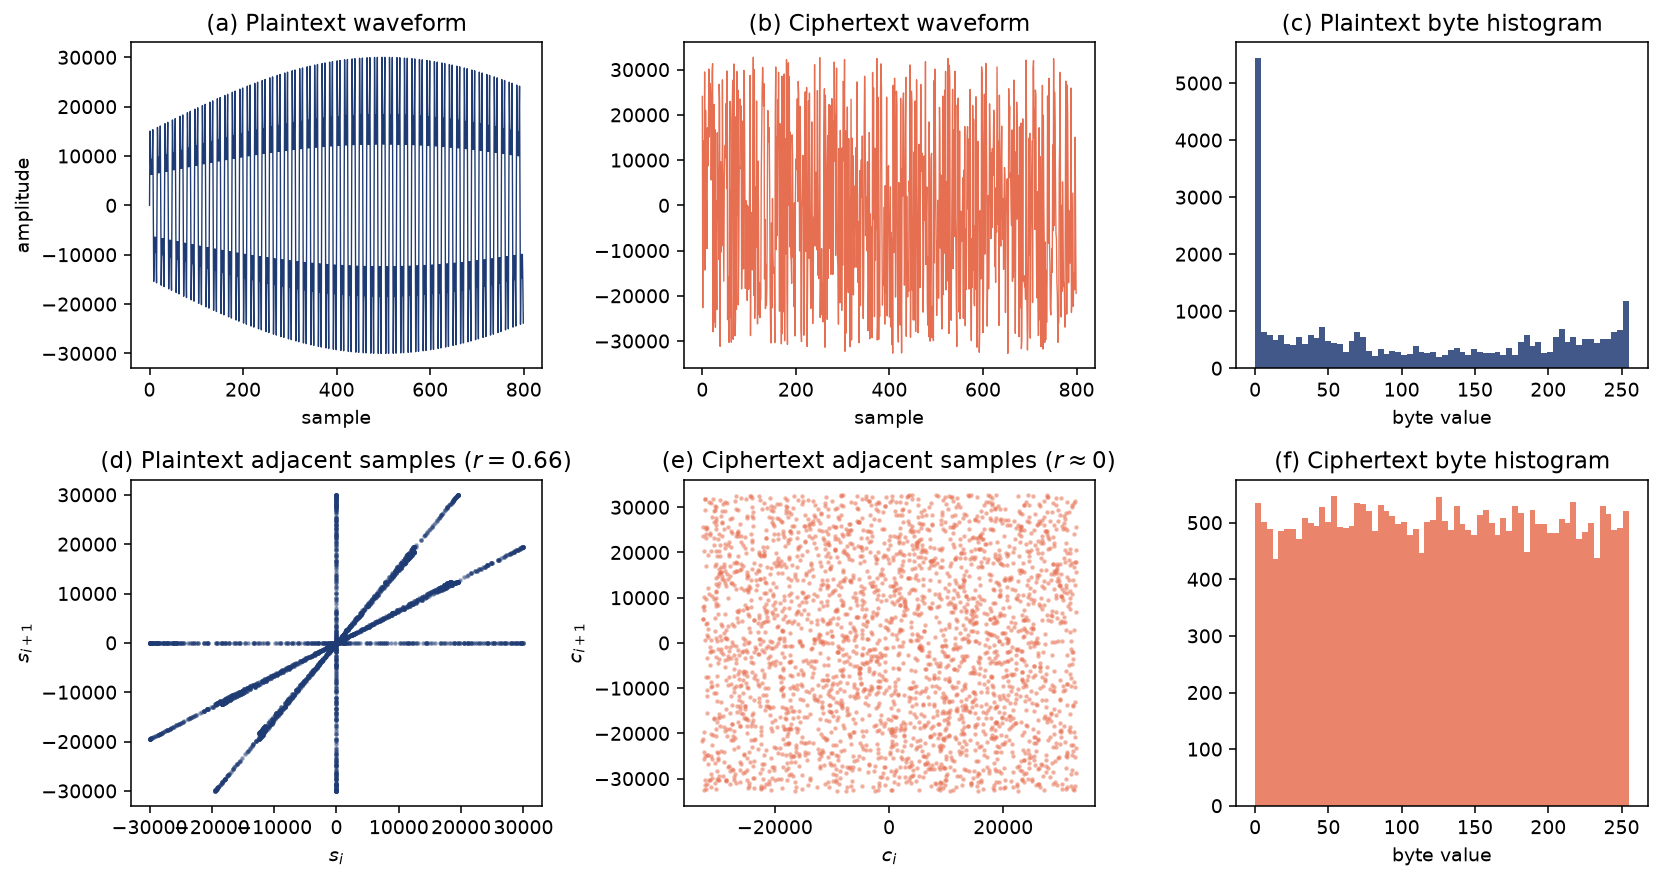 (a) Plaintext waveform
amplitude
30000
20000
10000
0
−10000
−20000
−30000
0 200 400 600 800
sample
(b) Ciphertext waveform
30000
20000
10000
0
−10000
−20000
−30000
0 200 400 600 800
sample
(c) Plaintext byte histogram
5000
4000
3000
2000
1000
0
0 50 100 150 200 250
byte value
(d) Plaintext adjacent samples (r = 0.66)
s_{i+1}
30000
20000
10000
0
−10000
−20000
−30000
−30000 −20000 −10000 0 10000 20000 30000
s_i
(e) Ciphertext adjacent samples (r ≈ 0)
c_{i+1}
30000
20000
10000
0
−10000
−20000
−30000
−20000 0 20000
c_i
(f) Ciphertext byte histogram
500
400
300
200
100
0
0 50 100 150 200 250
byte value